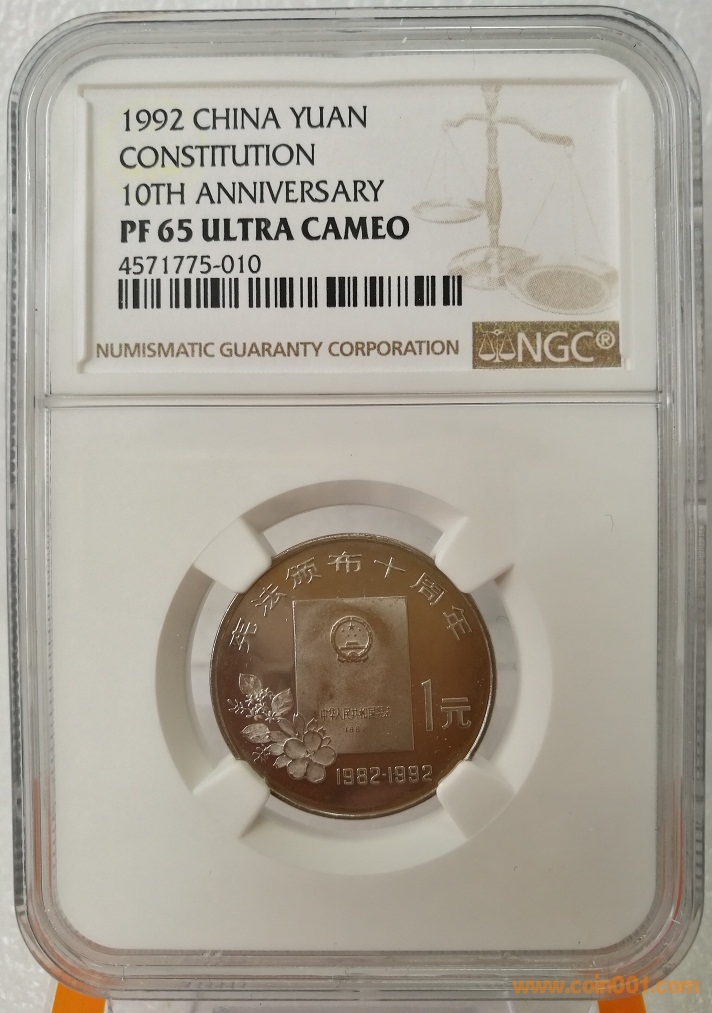 1992 CHINA YUAN
CONSTITUTION
10TH ANNIVERSARY
PF 65 ULTRA CAMEO
4571775-010
NUMISMATIC GUARANTY CORPORATION
NGC®
宪法颁布十周年
1元
1982-1992
www.coin001.com